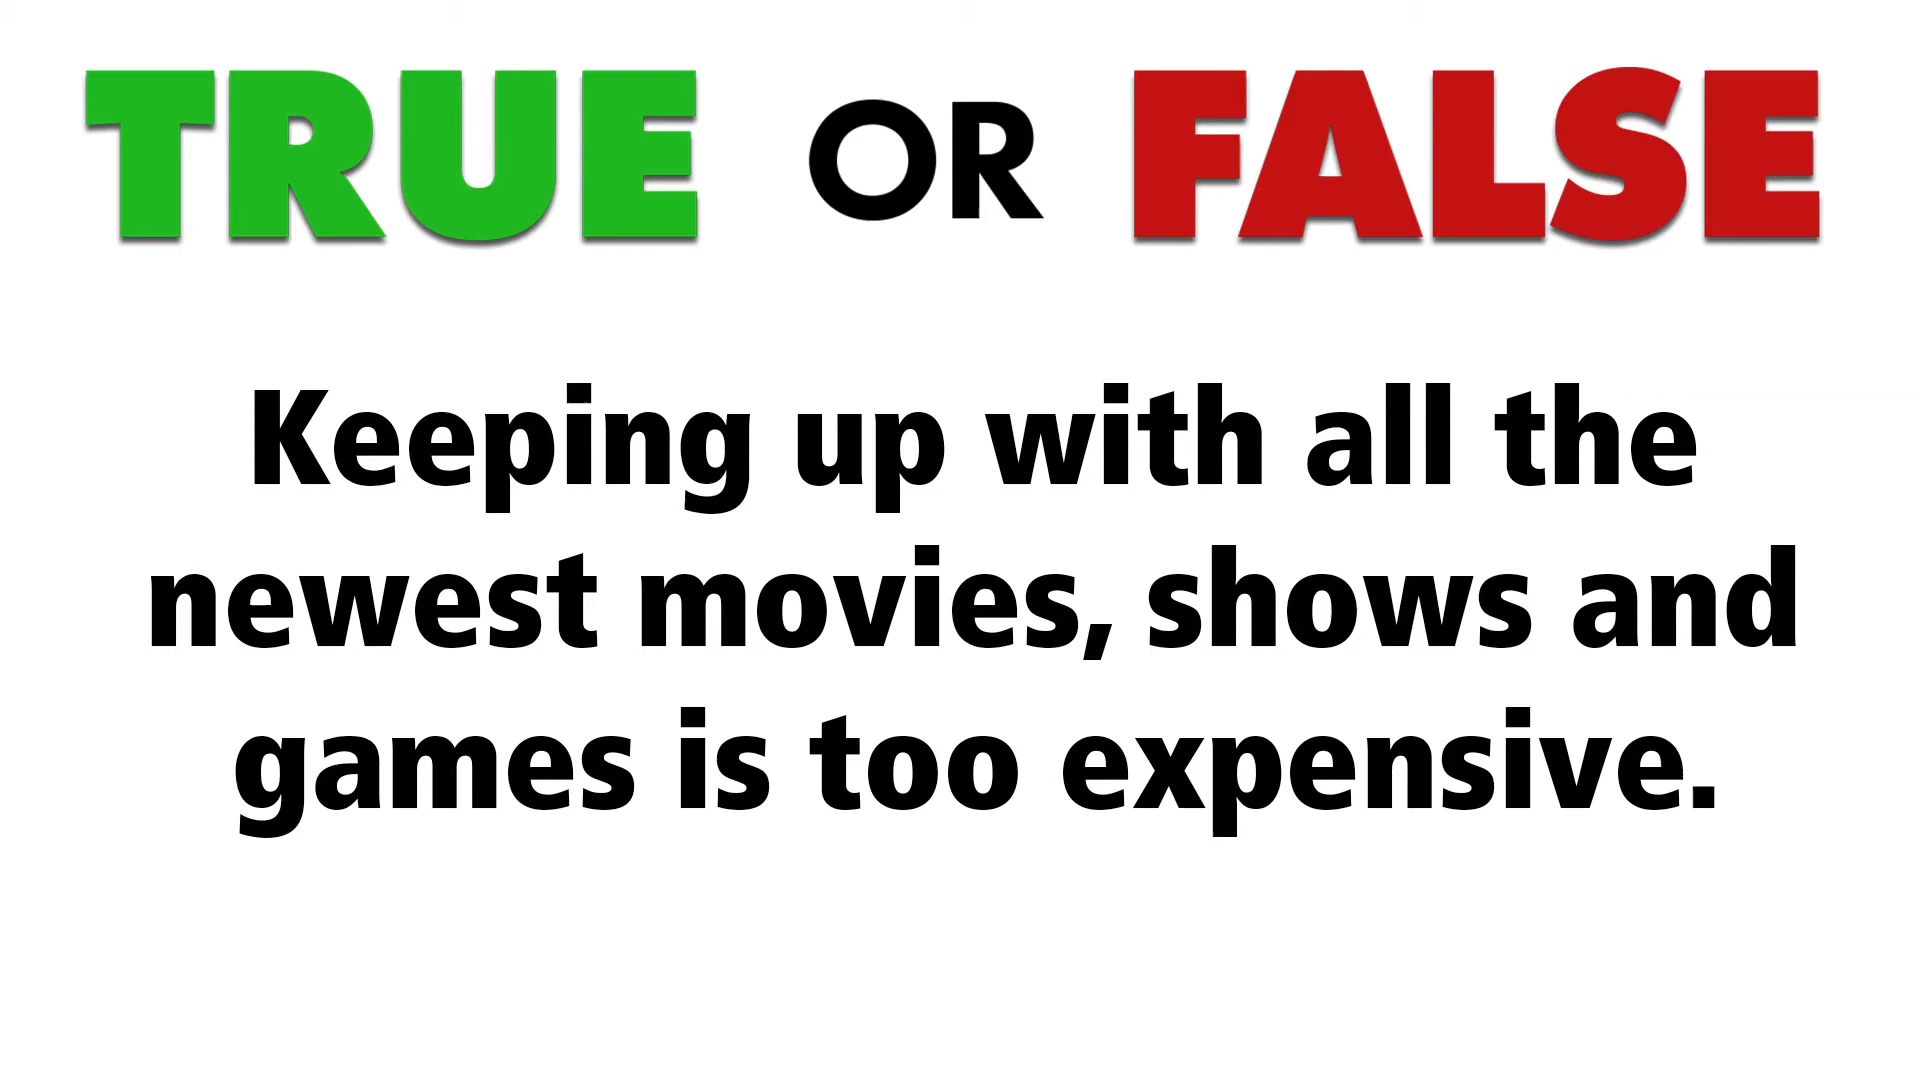 TRUE OR FALSE
Keeping up with all the
newest movies, shows and
games is too expensive.